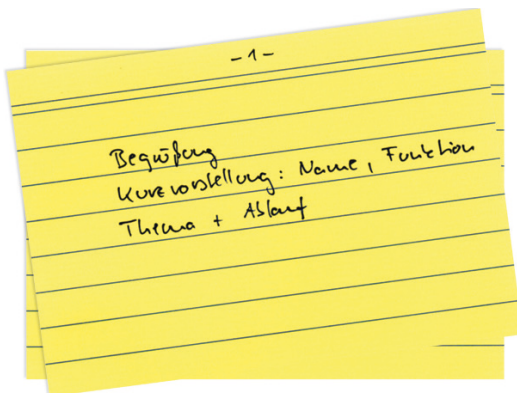 - 1 -
Begrüßung
Kurzvorstellung: Name, Funktion
Thema + Ablauf